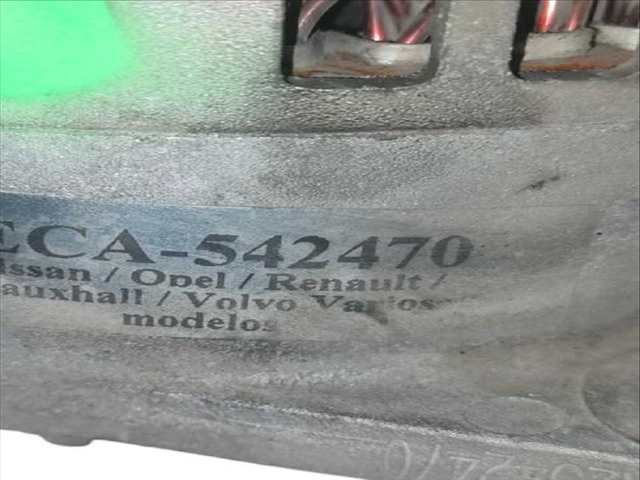 ECA-542470
issan / Opel / Renault /
auxhall / Volvo Varios
modelos